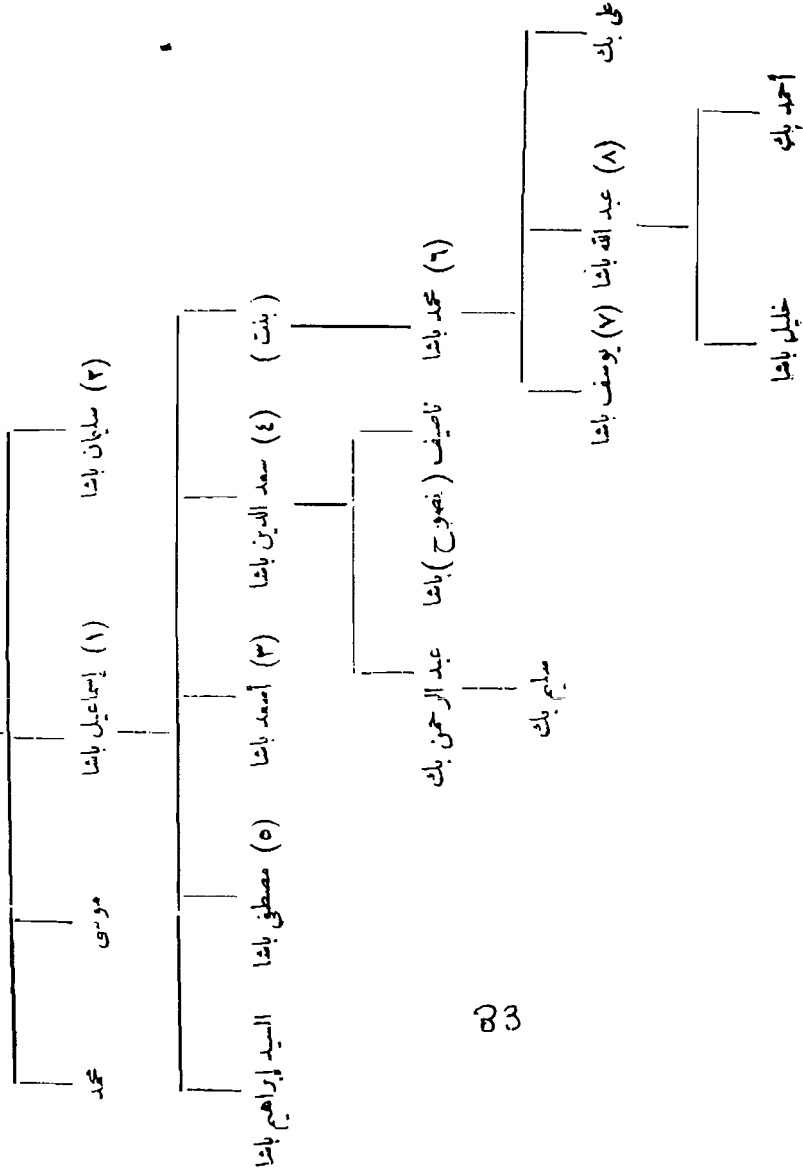 (٢) سليمان باشا
(١) إسماعيل باشا
موسى
محمد
(بنت)
(٤) سعد الدين باشا
(٣) أسعد باشا
(٥) مصطفى باشا
السيد إبراهيم باشا
(٦) محمد باشا
ناصيف (نصوح) باشا
عبد الرحمن بك
سليم بك
على بك
(٨) عبد الله باشا
(٧) يوسف باشا
أحمد بك
خليل باشا
23